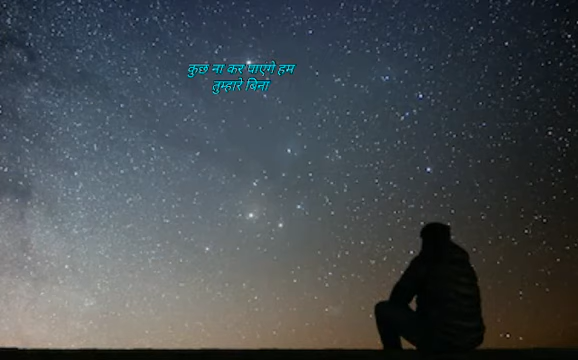 कुछ ना कर पाएंगे हम
तुम्हारे बिना